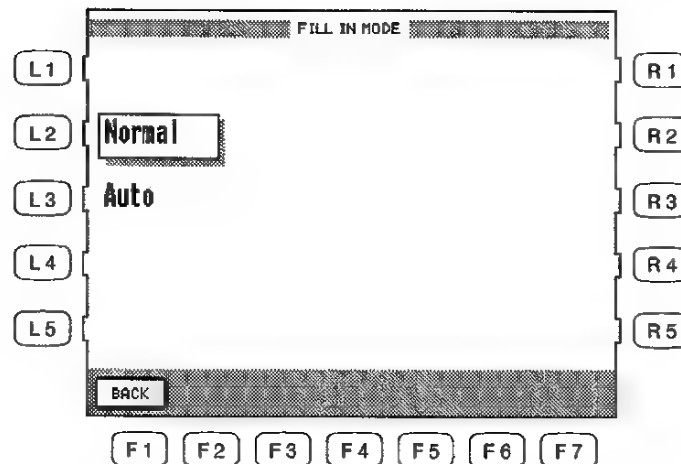 FILL IN MODE
L1 R1
L2 Normal R2
L3 Auto R3
L4 R4
L5 R5
BACK
F1 F2 F3 F4 F5 F6 F7